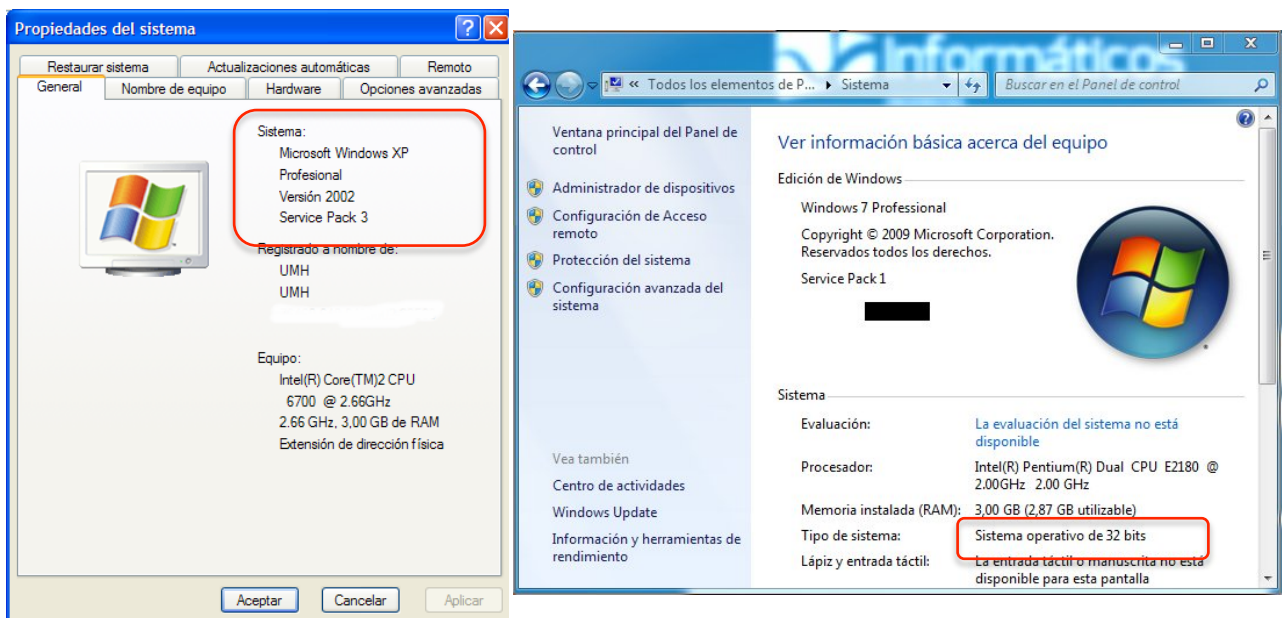 Propiedades del sistema
Restaurar sistema
Actualizaciones automáticas
Remoto
General
Nombre de equipo
Hardware
Opciones avanzadas
Sistema:
Microsoft Windows XP
Profesional
Versión 2002
Service Pack 3
Registrado a nombre de:
UMH
UMH
Equipo:
Intel(R) Core(TM)2 CPU
6700 @ 2.66GHz
2.66 GHz, 3,00 GB de RAM
Extensión de dirección física
Aceptar
Cancelar
Aplicar
Informáticos
« Todos los elementos de P... Sistema
Buscar en el Panel de control
Ventana principal del Panel de
control
Administrador de dispositivos
Configuración de Acceso
remoto
Protección del sistema
Configuración avanzada del
sistema
Vea también
Centro de actividades
Windows Update
Información y herramientas de
rendimiento
Ver información básica acerca del equipo
Edición de Windows
Windows 7 Professional
Copyright © 2009 Microsoft Corporation.
Reservados todos los derechos.
Service Pack 1
Sistema
Evaluación:
La evaluación del sistema no está
disponible
Procesador:
Intel(R) Pentium(R) Dual CPU E2180 @
2.00GHz 2.00 GHz
Memoria instalada (RAM):
3,00 GB (2,87 GB utilizable)
Tipo de sistema:
Sistema operativo de 32 bits
Lápiz y entrada táctil:
La entrada táctil o manuscrita no está
disponible para esta pantalla